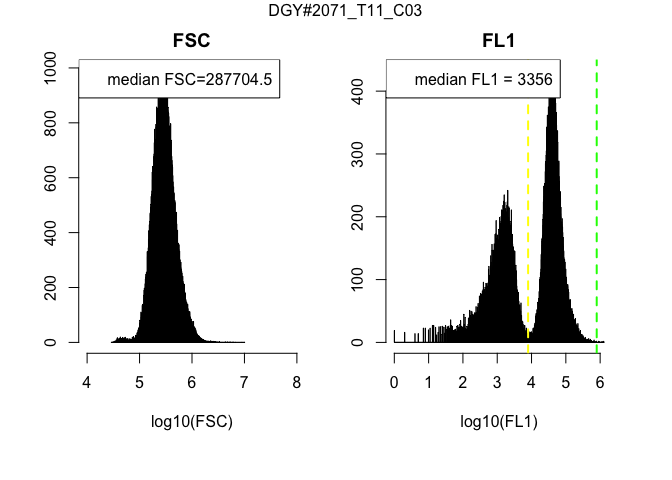 DGY#2071_T11_C03
FSC
median FSC=287704.5
0
200
400
600
800
1000
4 5 6 7 8
log10(FSC)
FL1
median FL1 = 3356
0
100
200
300
400
0 1 2 3 4 5 6
log10(FL1)